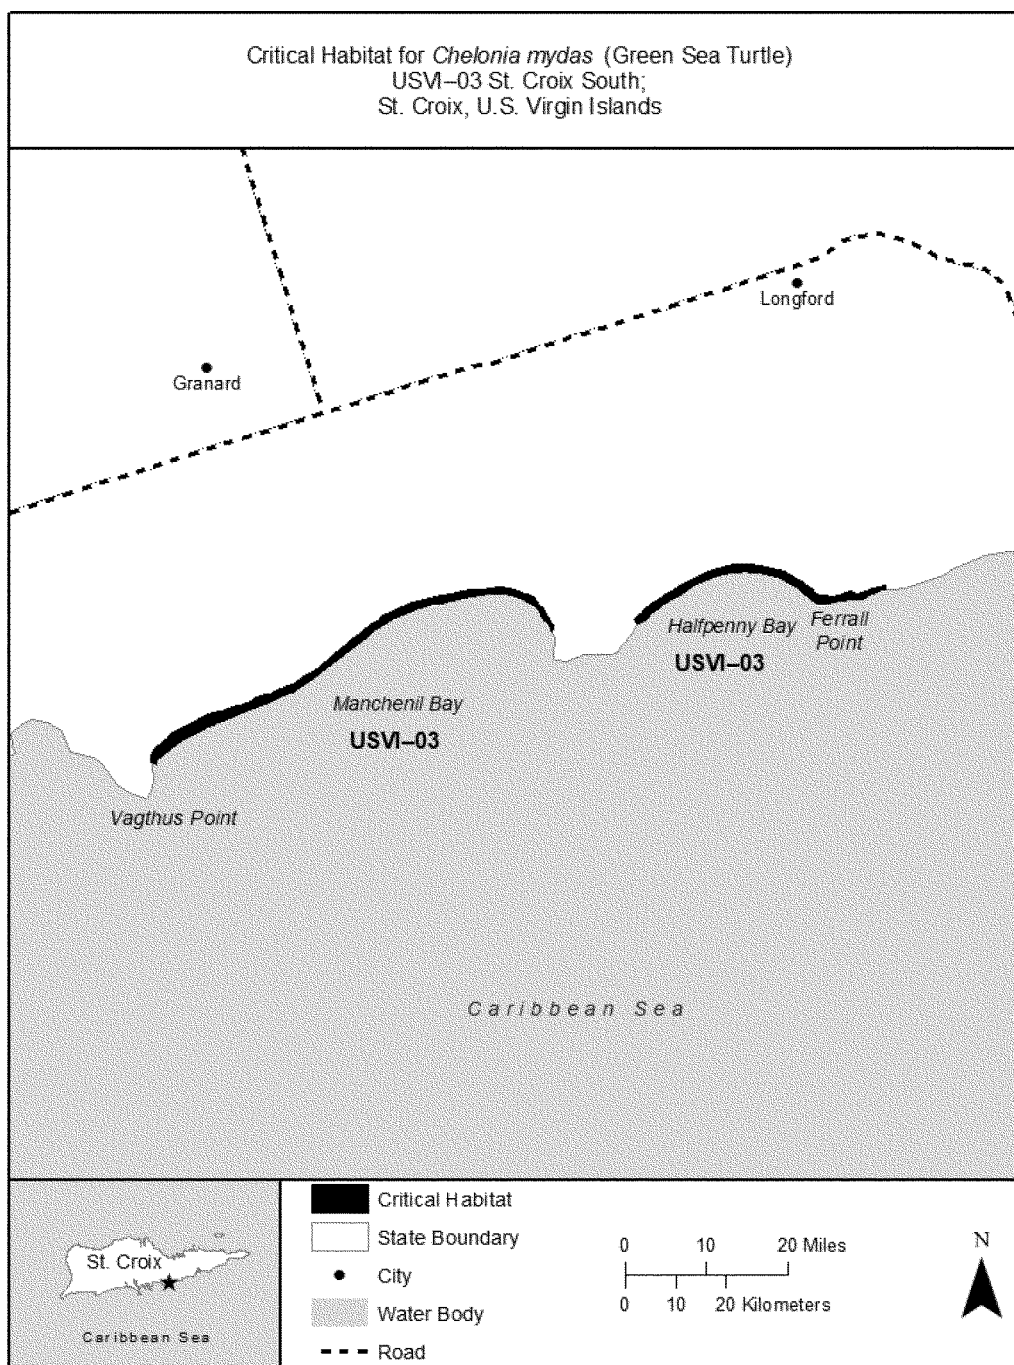 Critical Habitat for Chelonia mydas (Green Sea Turtle)
USVI–03 St. Croix South;
St. Croix, U.S. Virgin Islands
Longford
Granard
Halfpenny Bay
Ferrall
Point
USVI–03
Manchenil Bay
USVI–03
Vagthus Point
Caribbean Sea
St. Croix
Caribbean Sea
Critical Habitat
State Boundary
City
Water Body
Road
0 10 20 Miles
0 10 20 Kilometers
N